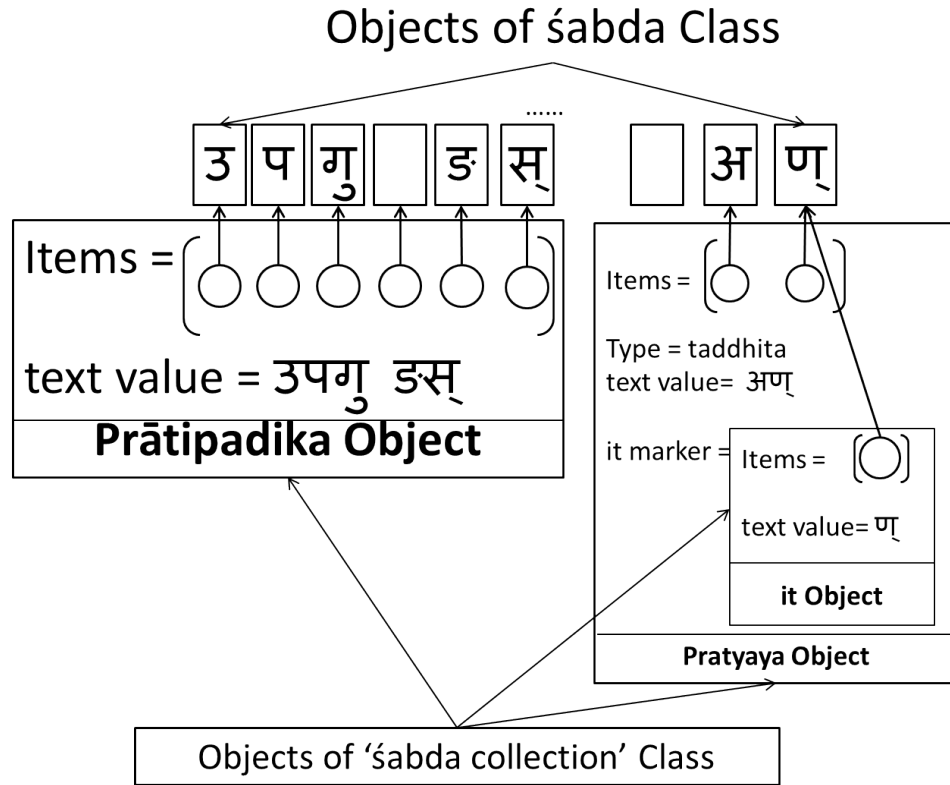 Objects of śabda Class
......
उ प गु ङ स् अ ण्
Items =
text value = उपगु ङस्
Prātipadika Object
Items =
Type = taddhita
text value= अण्
it marker =
Items =
text value= ण्
it Object
Pratyaya Object
Objects of ‘śabda collection’ Class